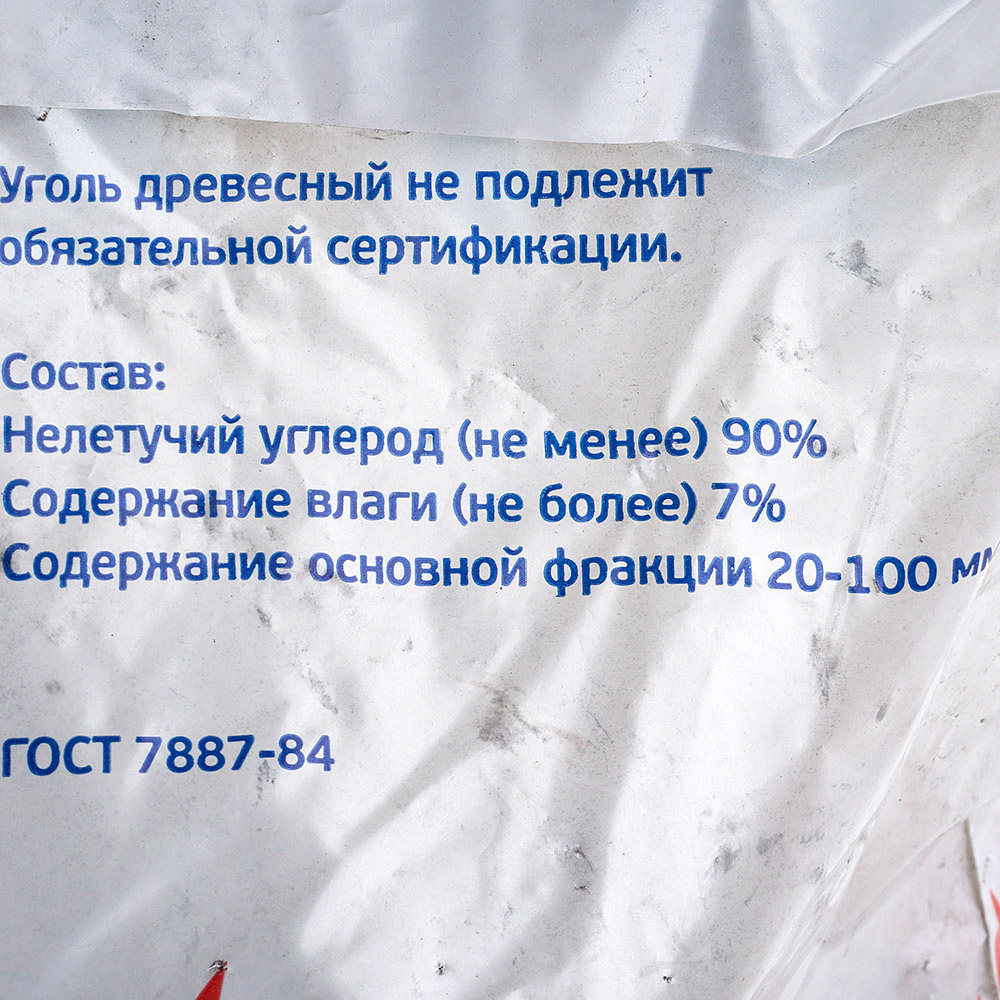 Уголь древесный не подлежит
обязательной сертификации.
Состав:
Нелетучий углерод (не менее) 90%
Содержание влаги (не более) 7%
Содержание основной фракции 20-100 мм
ГОСТ 7887-84